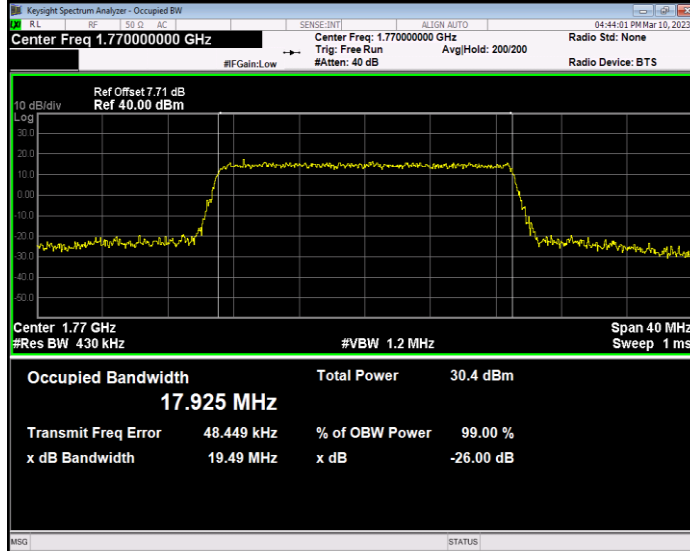 Keysight Spectrum Analyzer - Occupied BW
RL RF 50 Ω AC SENSE:INT ALIGN AUTO 04:44:01 PM Mar 10, 2023
Center Freq 1.770000000 GHz Center Freq: 1.770000000 GHz Radio Std: None
Trig: Free Run Avg|Hold: 200/200
#IFGain:Low #Atten: 40 dB Radio Device: BTS
Ref Offset 7.71 dB
10 dB/div Ref 40.00 dBm
Log
30.0
20.0
10.0
0.00
-10.0
-20.0
-30.0
-40.0
-50.0
Center 1.77 GHz Span 40 MHz
#Res BW 430 kHz #VBW 1.2 MHz Sweep 1 ms
Occupied Bandwidth Total Power 30.4 dBm
17.925 MHz
Transmit Freq Error 48.449 kHz % of OBW Power 99.00 %
x dB Bandwidth 19.49 MHz x dB -26.00 dB
MSG STATUS